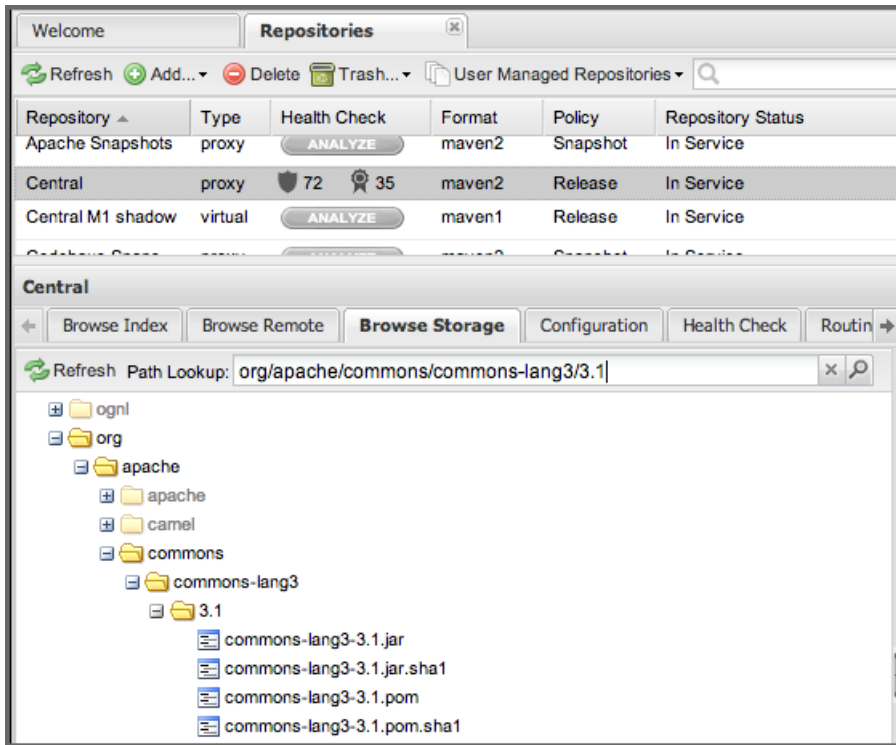 Welcome Repositories
Refresh Add... Delete Trash... User Managed Repositories
Repository Type Health Check Format Policy Repository Status
Apache Snapshots proxy ANALYZE maven2 Snapshot In Service
Central proxy 72 35 maven2 Release In Service
Central M1 shadow virtual ANALYZE maven1 Release In Service
Central
Browse Index Browse Remote Browse Storage Configuration Health Check Routin
Refresh Path Lookup: org/apache/commons/commons-lang3/3.1
ognl
org
apache
apache
camel
commons
commons-lang3
3.1
commons-lang3-3.1.jar
commons-lang3-3.1.jar.sha1
commons-lang3-3.1.pom
commons-lang3-3.1.pom.sha1